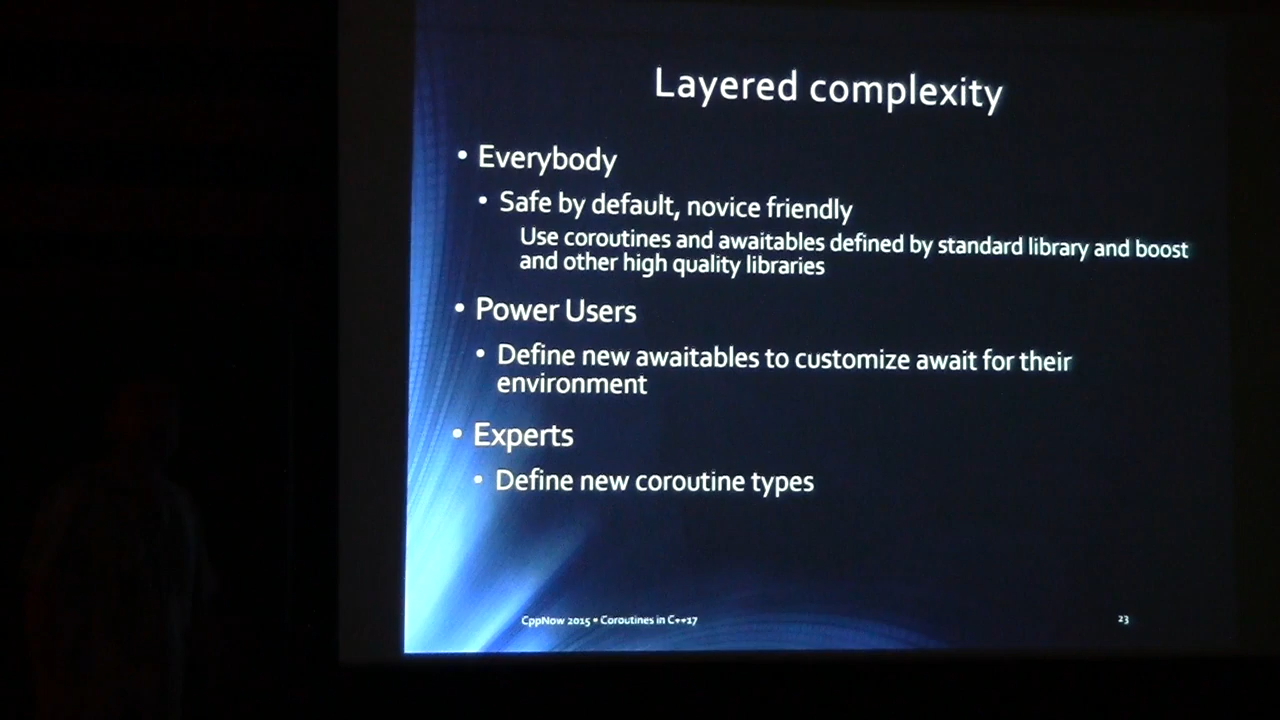 Layered complexity
• Everybody
• Safe by default, novice friendly
Use coroutines and awaitables defined by standard library and boost
and other high quality libraries
• Power Users
• Define new awaitables to customize await for their
environment
• Experts
• Define new coroutine types
CppNow 2015 • Coroutines in C++17
23